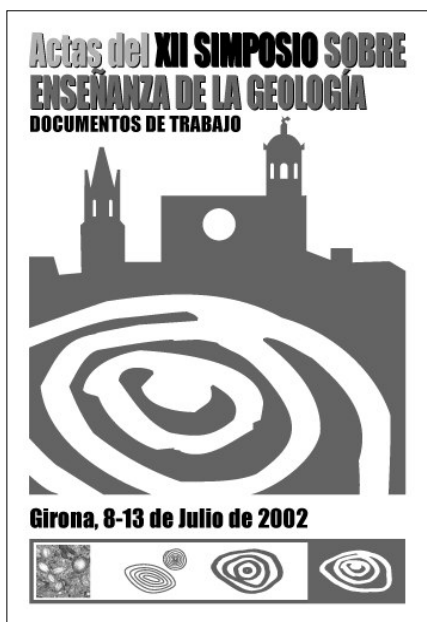 Actas del XII SIMPOSIO SOBRE
ENSEÑANZA DE LA GEOLOGÍA
DOCUMENTOS DE TRABAJO
Girona, 8-13 de Julio de 2002